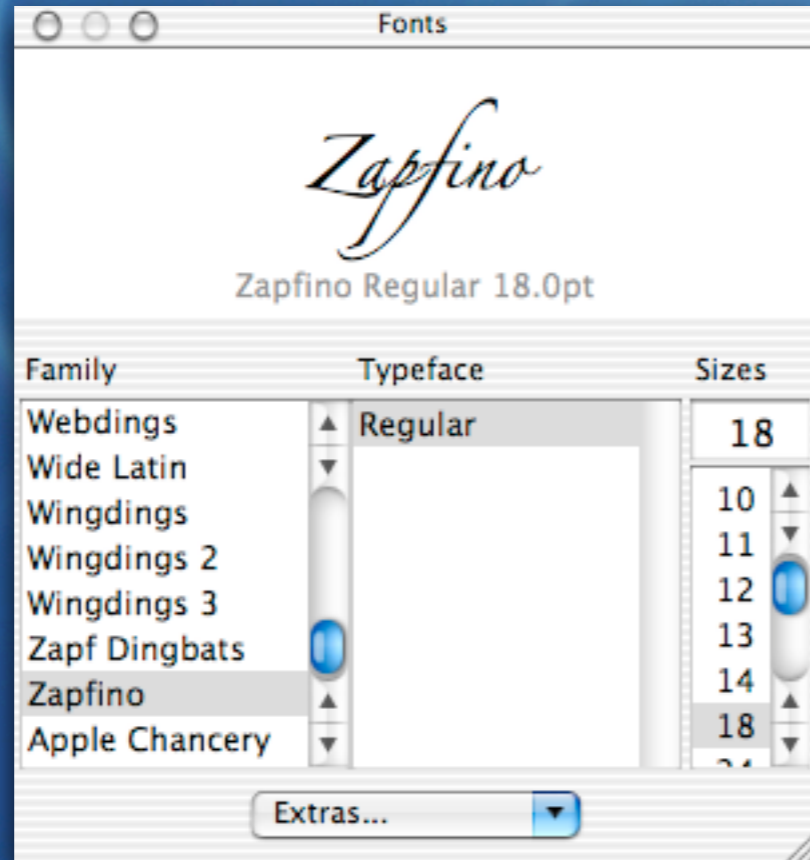 Fonts
Zapfino
Zapfino Regular 18.0pt
Family Typeface Sizes
Webdings
Wide Latin
Wingdings
Wingdings 2
Wingdings 3
Zapf Dingbats
Zapfino
Apple Chancery
Regular
18
10
11
12
13
14
18
Extras...